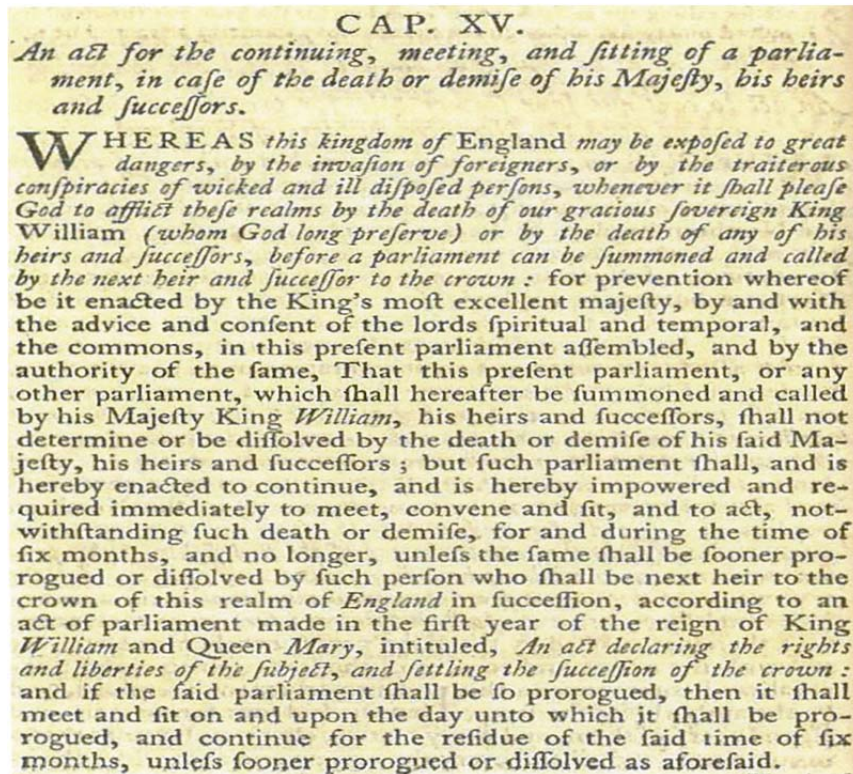 CAP. XV.
An act for the continuing, meeting, and ſitting of a parlia-
ment, in caſe of the death or demiſe of his Majeſty, his heirs
and ſucceſſors.
WHEREAS this kingdom of England may be expoſed to great
dangers, by the invaſion of foreigners, or by the traiterous
conſpiracies of wicked and ill diſpoſed perſons, whenever it ſhall pleaſe
God to afflict theſe realms by the death of our gracious ſovereign King
William (whom God long preſerve) or by the death of any of his
heirs and ſucceſſors, before a parliament can be ſummoned and called
by the next heir and ſucceſſor to the crown : for prevention whereof
be it enacted by the King's moſt excellent majeſty, by and with
the advice and conſent of the lords ſpiritual and temporal, and
the commons, in this preſent parliament aſſembled, and by the
authority of the ſame, That this preſent parliament, or any
other parliament, which ſhall hereafter be ſummoned and called
by his Majeſty King William, his heirs and ſucceſſors, ſhall not
determine or be diſſolved by the death or demiſe of his ſaid Ma-
jeſty, his heirs and ſucceſſors ; but ſuch parliament ſhall, and is
hereby enacted to continue, and is hereby impowered and re-
quired immediately to meet, convene and ſit, and to act, not-
withſtanding ſuch death or demiſe, for and during the time of
ſix months, and no longer, unleſs the ſame ſhall be ſooner pro-
rogued or diſſolved by ſuch perſon who ſhall be next heir to the
crown of this realm of England in ſucceſſion, according to an
act of parliament made in the firſt year of the reign of King
William and Queen Mary, intituled, An act declaring the rights
and liberties of the ſubject, and ſettling the ſucceſſion of the crown :
and if the ſaid parliament ſhall be ſo prorogued, then it ſhall
meet and ſit on and upon the day unto which it ſhall be pro-
rogued, and continue for the reſidue of the ſaid time of ſix
months, unleſs ſooner prorogued or diſſolved as aforeſaid.